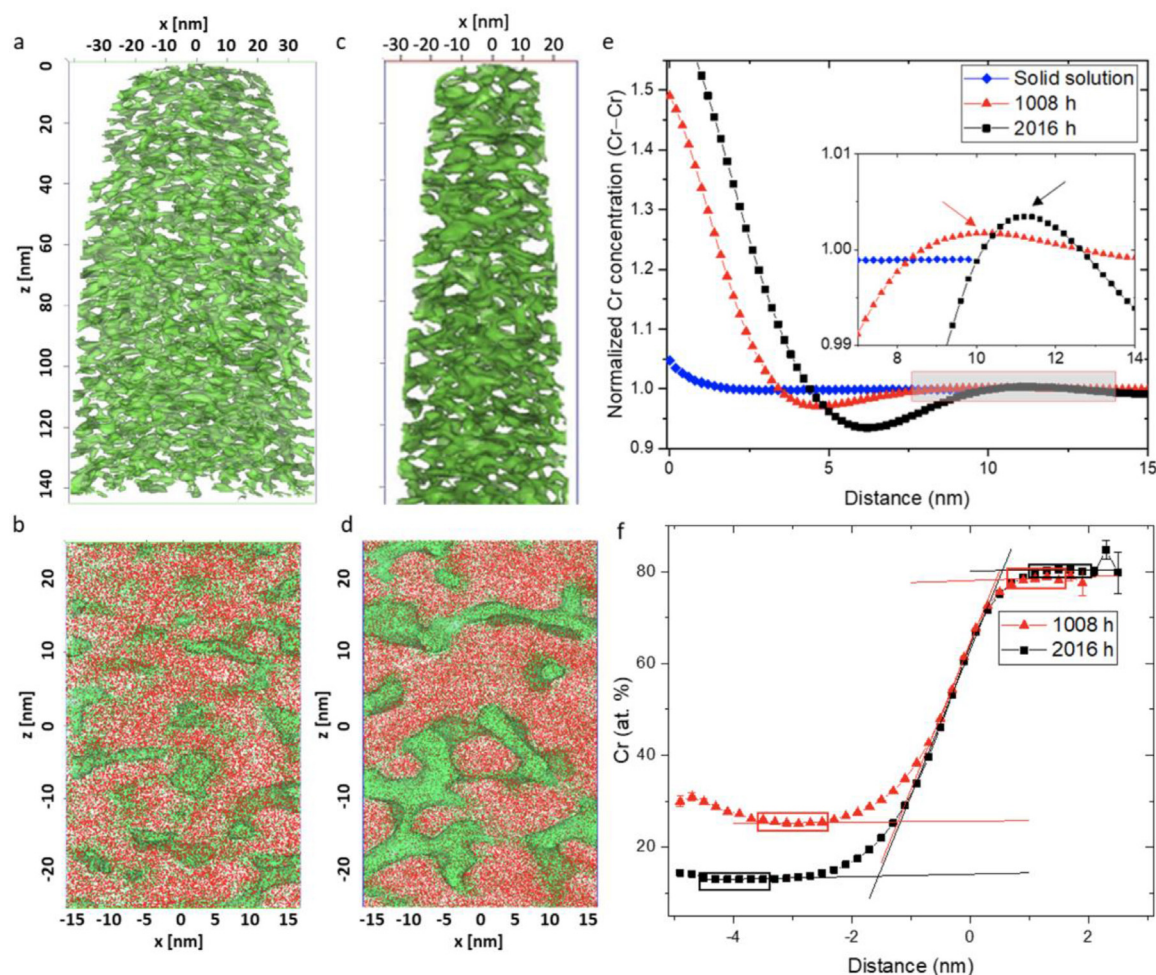 a
x [nm]
-30 -20 -10 0 10 20 30
0
20
40
60
80
100
120
140
z [nm]
c
x [nm]
-30 -20 -10 0 10 20
e
Normalized Cr concentration (Cr–Cr)
1.5
1.4
1.3
1.2
1.1
1.0
0.9
Solid solution
1008 h
2016 h
1.01
1.00
0.99
8 10 12 14
0 5 10 15
Distance (nm)
b
z [nm]
20
10
0
-10
-20
-15 -10 -5 0 5 10 15
x [nm]
d
z [nm]
20
10
0
-10
-20
-15 -10 -5 0 5 10 15
x [nm]
f
Cr (at. %)
80
60
40
20
1008 h
2016 h
-4 -2 0 2
Distance (nm)